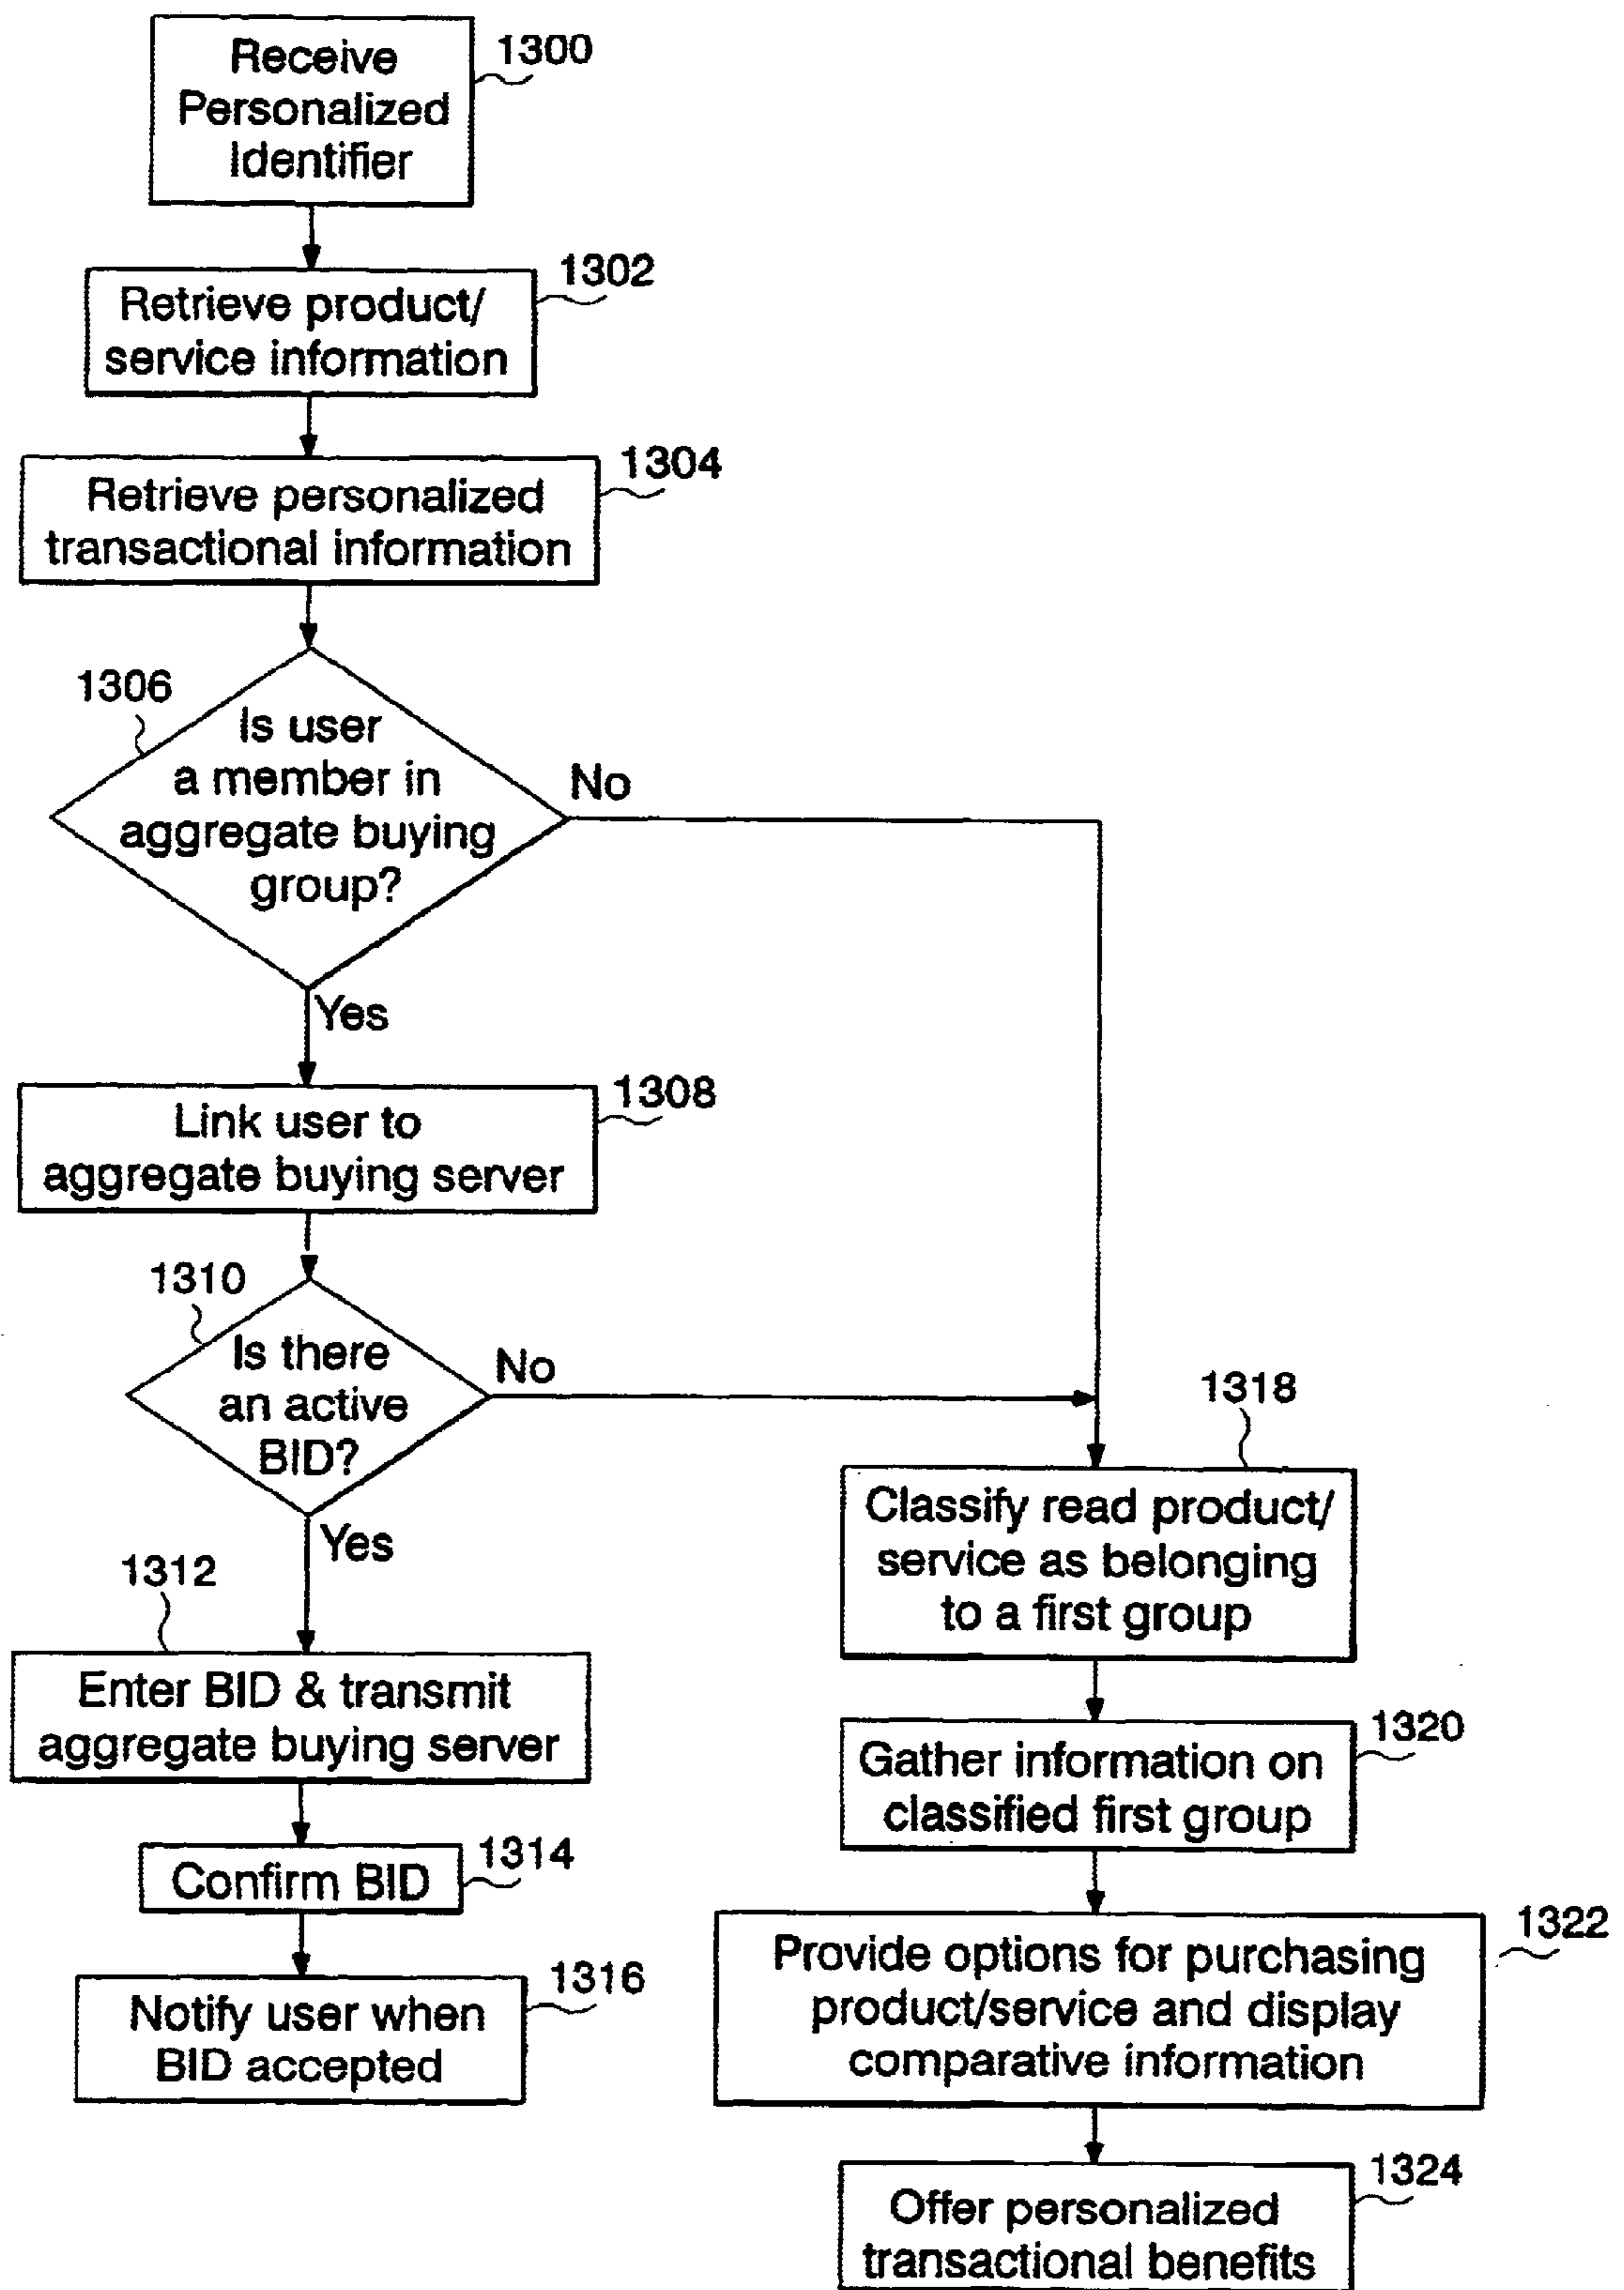 1300
Receive
Personalized
Identifier
1302
Retrieve product/
service information
1304
Retrieve personalized
transactional information
1306
Is user
a member in
aggregate buying
group?
No
Yes
1308
Link user to
aggregate buying server
1310
Is there
an active
BID?
No
Yes
1312
Enter BID & transmit
aggregate buying server
1314
Confirm BID
1316
Notify user when
BID accepted
1318
Classify read product/
service as belonging
to a first group
1320
Gather information on
classified first group
1322
Provide options for purchasing
product/service and display
comparative information
1324
Offer personalized
transactional benefits